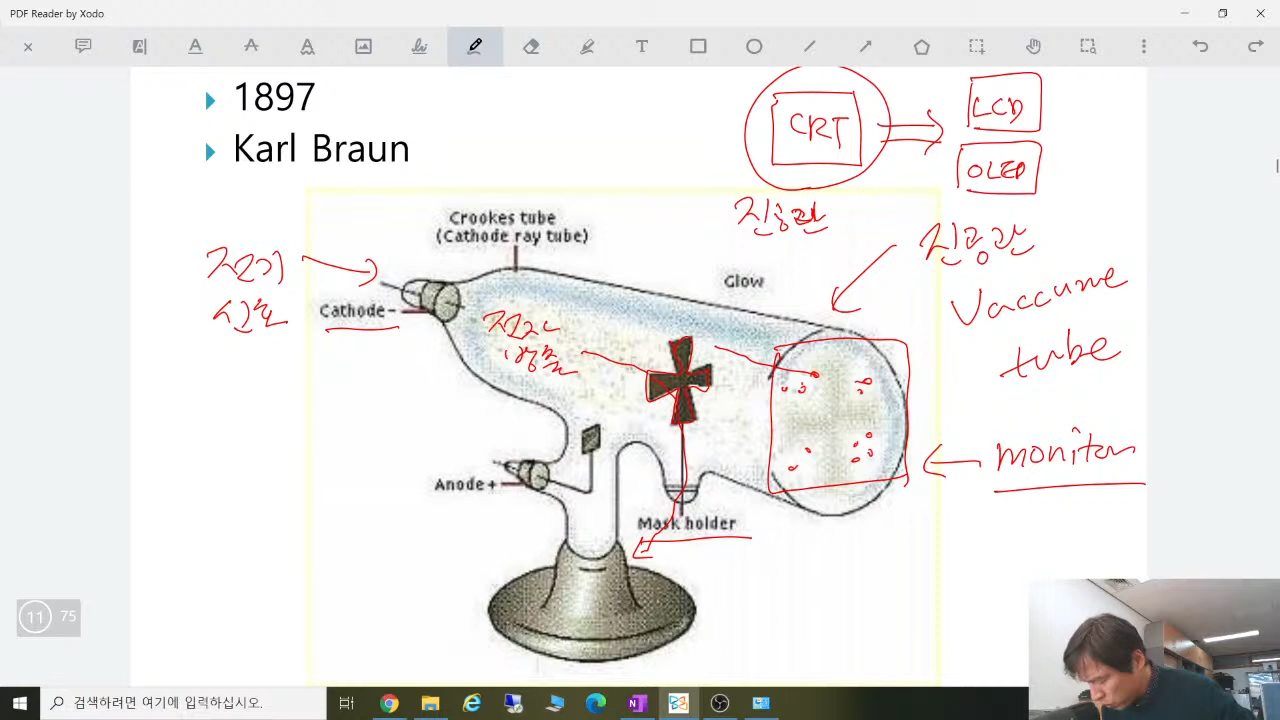 PDF Reader by Xodo
1897
Karl Braun
CRT
LCD
OLED
진공관
Crookes tube
(Cathode ray tube)
Glow
진공관
Vaccume
tube
전기
신호
Cathode -
전자
방출
monitor
Anode +
Mask holder
11 75
검색하려면 여기에 입력하십시오.